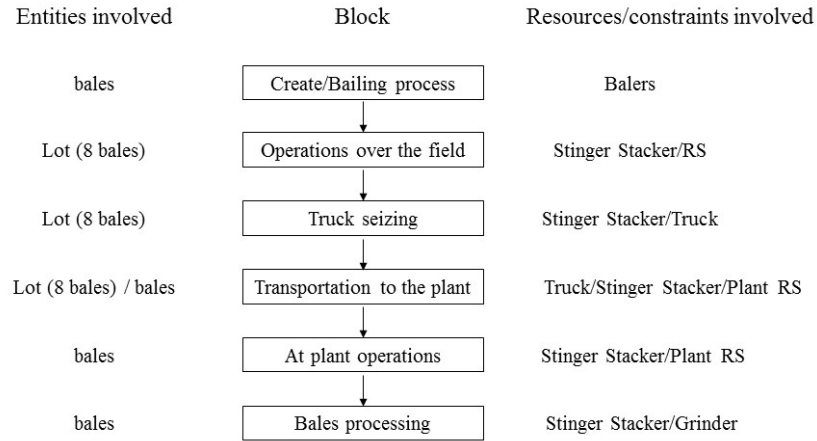 Entities involved Block Resources/constraints involved
bales Create/Bailing process Balers
Lot (8 bales) Operations over the field Stinger Stacker/RS
Lot (8 bales) Truck seizing Stinger Stacker/Truck
Lot (8 bales) / bales Transportation to the plant Truck/Stinger Stacker/Plant RS
bales At plant operations Stinger Stacker/Plant RS
bales Bales processing Stinger Stacker/Grinder